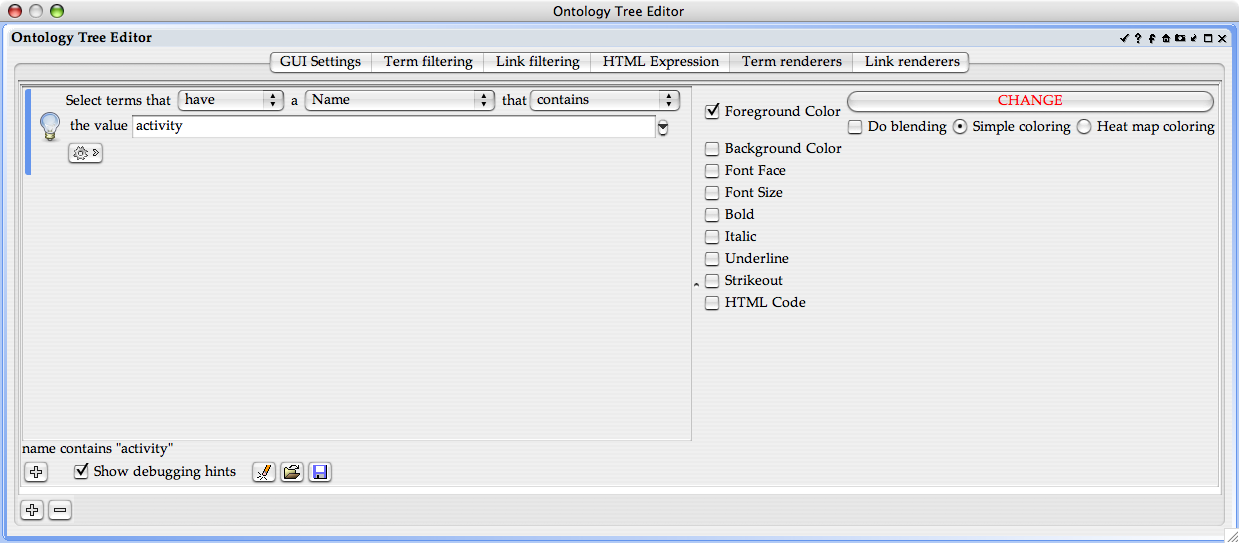 Ontology Tree Editor
Ontology Tree Editor
GUI Settings Term filtering Link filtering HTML Expression Term renderers Link renderers
Select terms that have a Name that contains
the value activity
Foreground Color CHANGE
Do blending Simple coloring Heat map coloring
Background Color
Font Face
Font Size
Bold
Italic
Underline
Strikeout
HTML Code
name contains "activity"
Show debugging hints